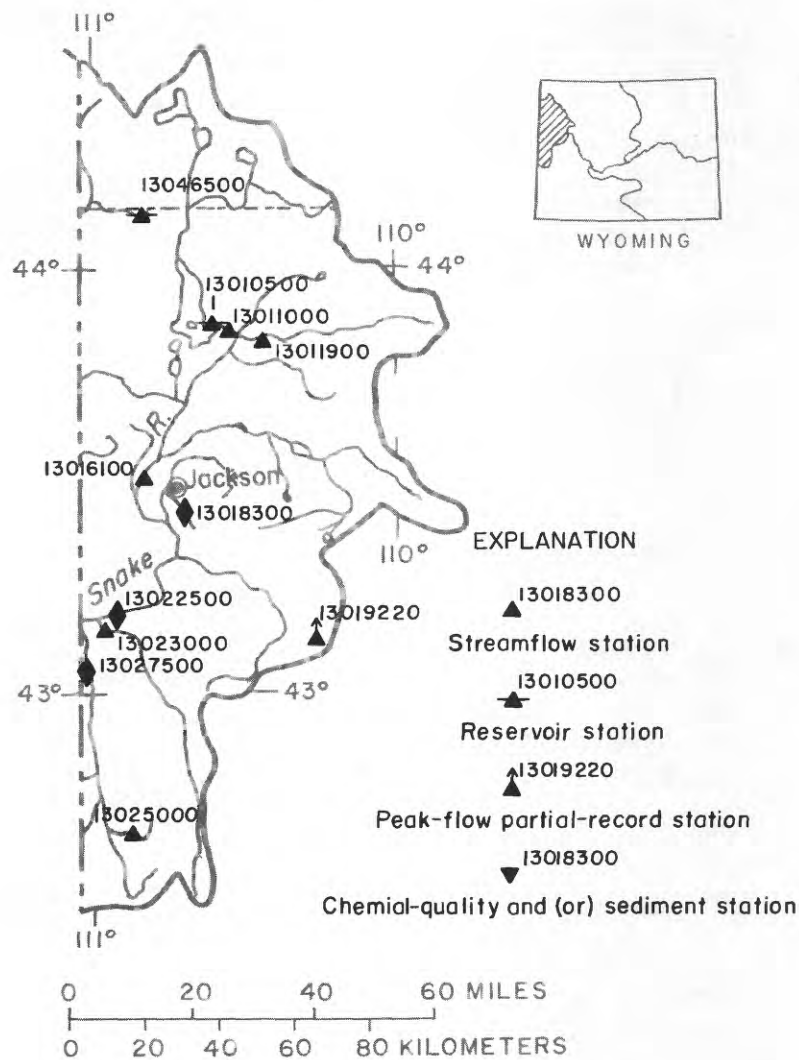 111°
13046500
WYOMING
110°
44°
44°
13010500
13011000
13011900
R.
13016100
Jackson
13018300
110°
EXPLANATION
Snake
13022500
13019220
13018300
13023000
Streamflow station
13027500
43°
43°
13010500
Reservoir station
13019220
Peak-flow partial-record station
13025000
13018300
Chemial-quality and (or) sediment station
111°
0 20 40 60 MILES
0 20 40 60 80 KILOMETERS